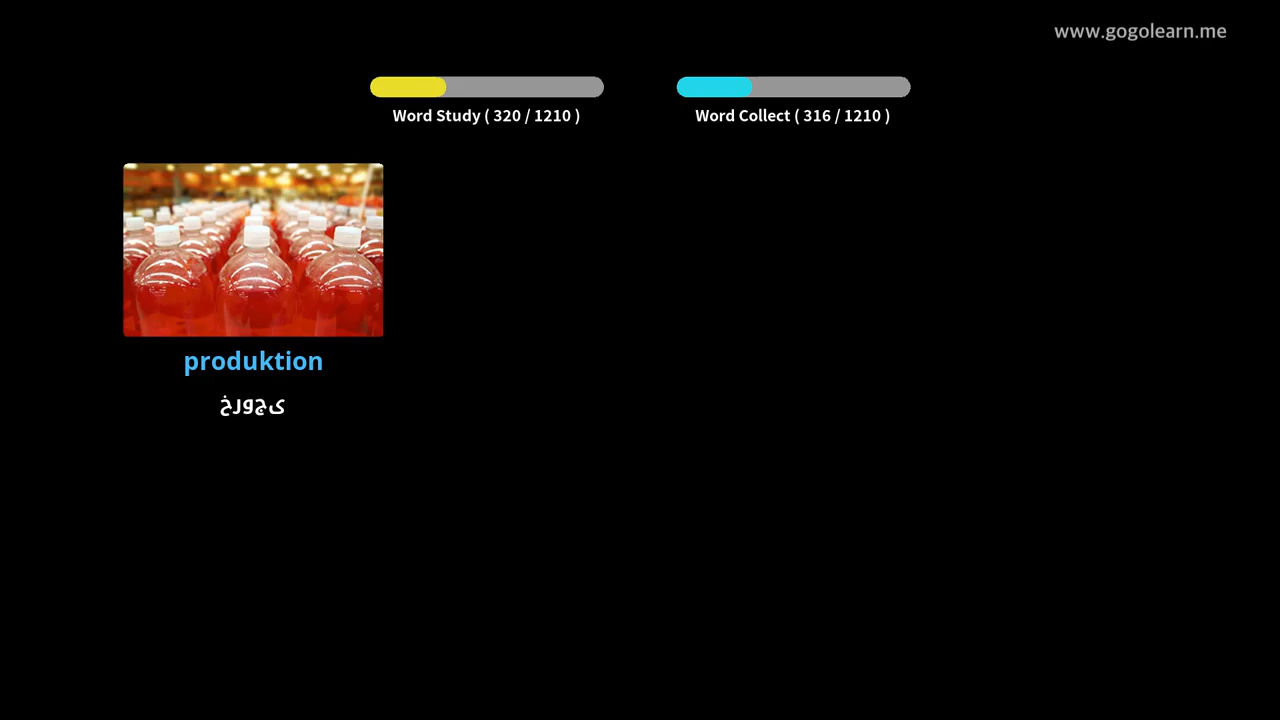 www.gogolearn.me
Word Study ( 320 / 1210 )
Word Collect ( 316 / 1210 )
produktion
خروجی